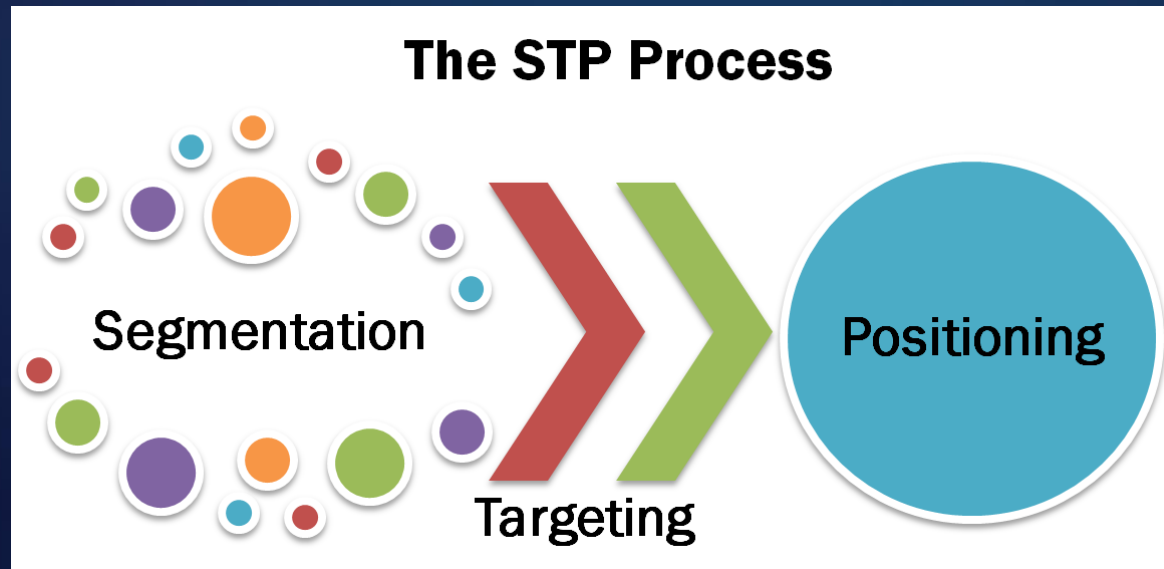 The STP Process
Segmentation
Targeting
Positioning